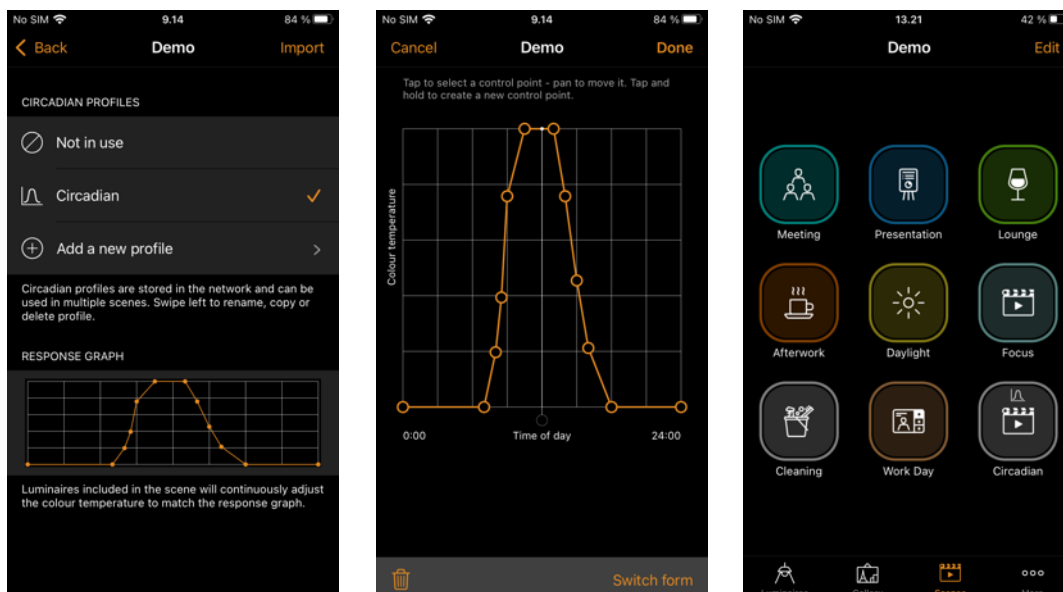 No SIM 9.14 84 %
Back Demo Import
CIRCADIAN PROFILES
Not in use
Circadian
Add a new profile
Circadian profiles are stored in the network and can be
used in multiple scenes. Swipe left to rename, copy or
delete profile.
RESPONSE GRAPH
Luminaires included in the scene will continuously adjust
the colour temperature to match the response graph.
No SIM 9.14 84 %
Cancel Demo Done
Tap to select a control point - pan to move it. Tap and
hold to create a new control point.
Colour temperature
0:00 Time of day 24:00
Switch form
No SIM 13.21 42 %
Demo Edit
Meeting Presentation Lounge
Afterwork Daylight Focus
Cleaning Work Day Circadian